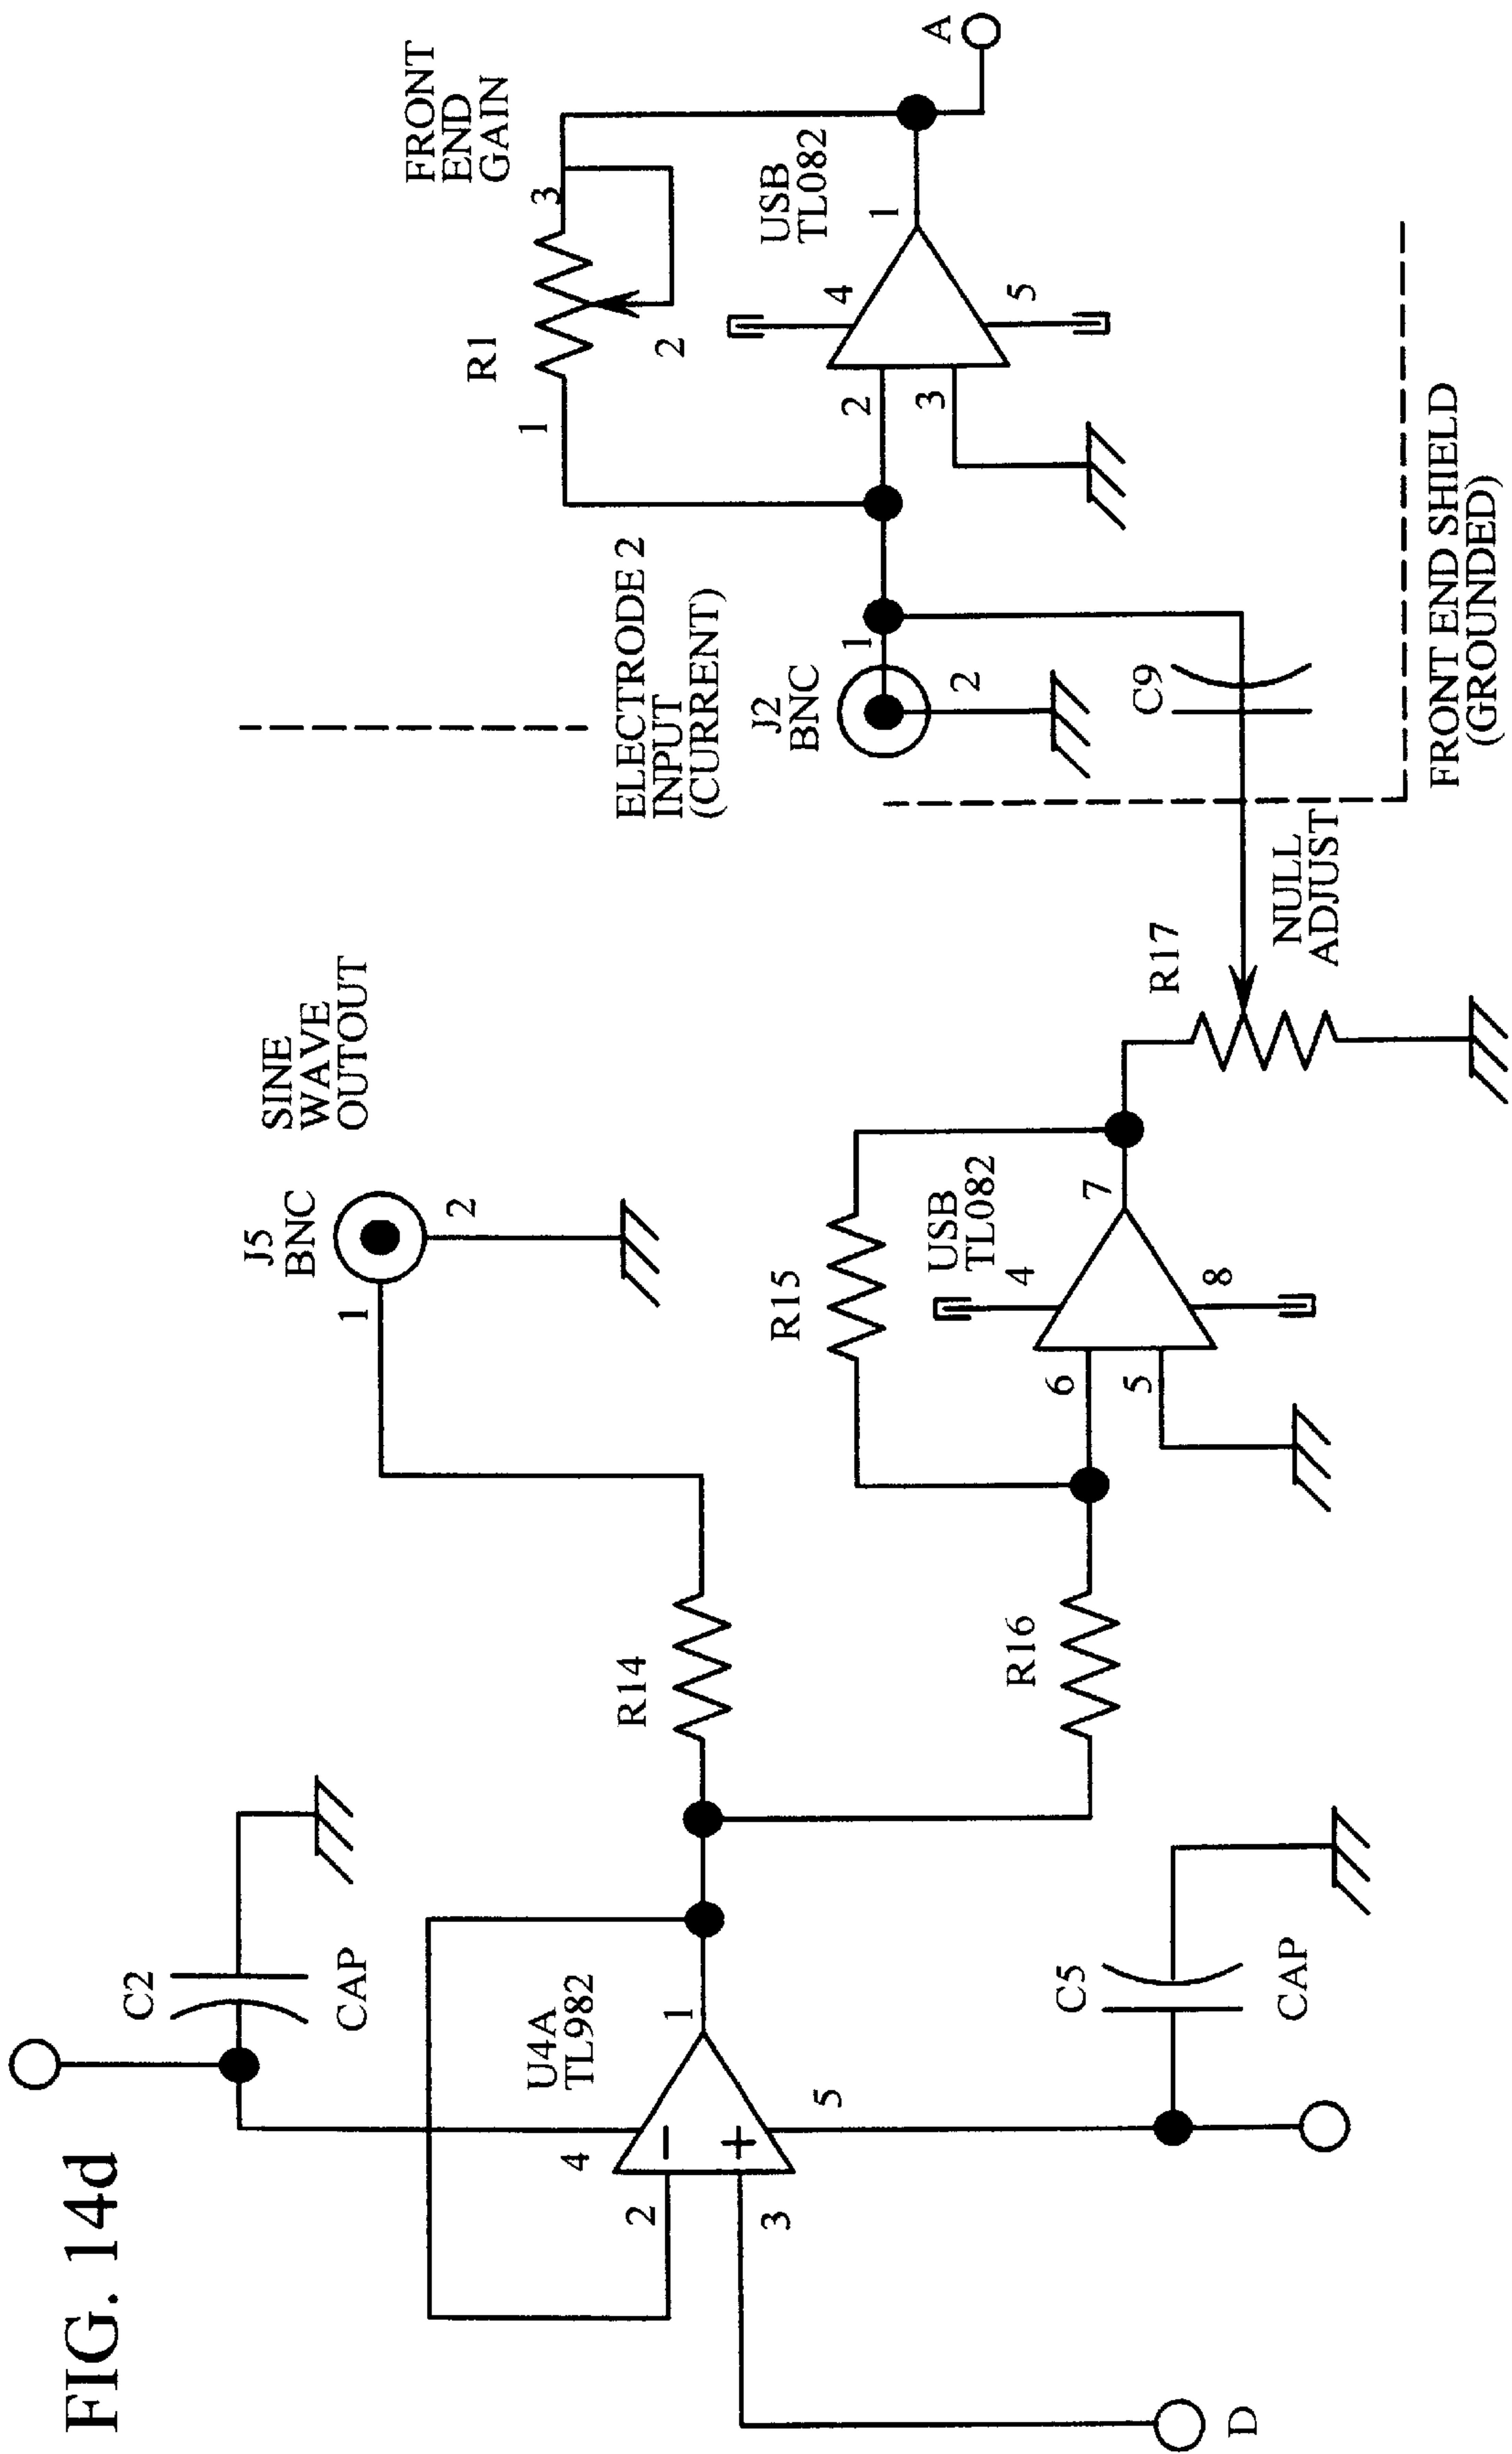 FIG. 14d
C2
CAP
U4A
TL982
4
2
3
5
1
D
C5
CAP
R14
R16
SINE
WAVE
OUTOUT
J5
BNC
1
2
R15
USB
TL082
4
6
5
7
8
R17
NULL
ADJUST
ELECTRODE 2
INPUT
(CURRENT)
J2
BNC
1
2
C9
FRONT END SHIELD
(GROUNDED)
FRONT
END
GAIN
R1
1
2
3
USB
TL082
4
2
3
1
5
A